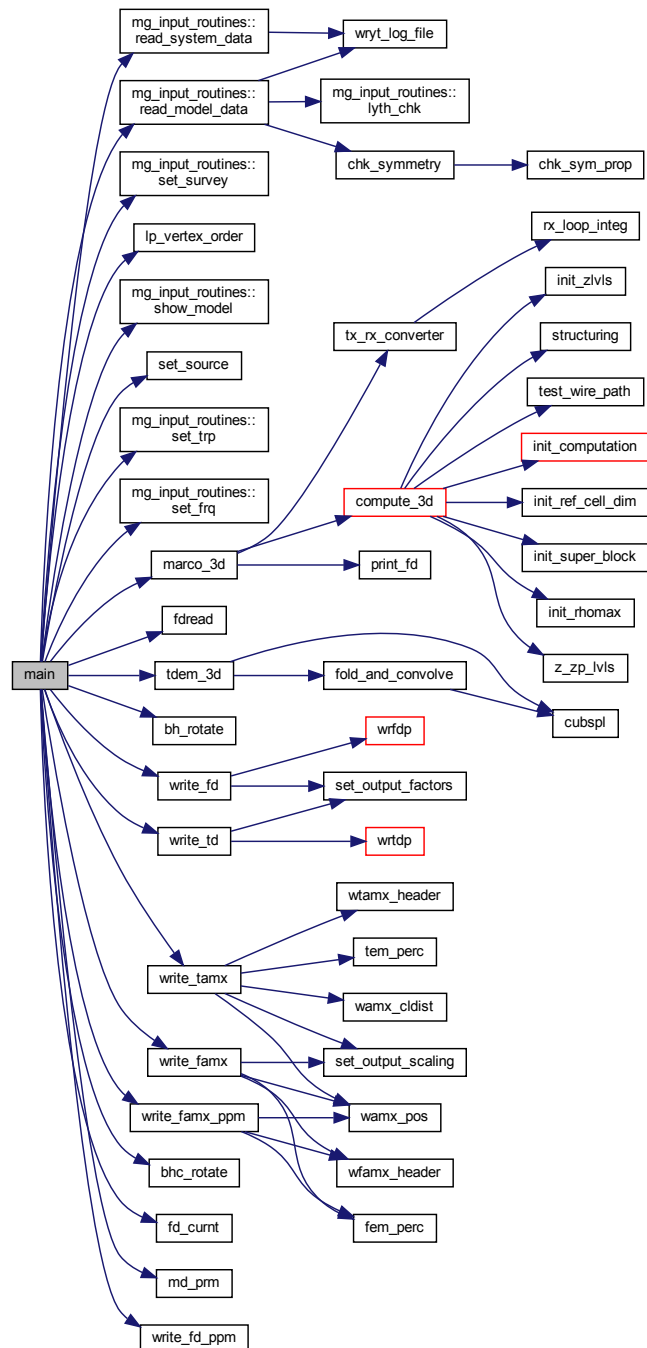 mg_input_routines::
read_system_data
wryt_log_file
mg_input_routines::
read_model_data
mg_input_routines::
lyth_chk
chk_symmetry
chk_sym_prop
mg_input_routines::
set_survey
rx_loop_integ
lp_vertex_order
init_zlvls
mg_input_routines::
show_model
tx_rx_converter
structuring
set_source
test_wire_path
mg_input_routines::
set_trp
init_computation
mg_input_routines::
set_frq
compute_3d
init_ref_cell_dim
marco_3d
print_fd
init_super_block
fdread
init_rhomax
main
tdem_3d
fold_and_convolve
z_zp_lvls
bh_rotate
cubspl
wrfdp
write_fd
set_output_factors
write_td
wrtdp
wtamx_header
write_tamx
tem_perc
wamx_cldist
write_famx
set_output_scaling
write_famx_ppm
wamx_pos
bhc_rotate
wfamx_header
fd_curnt
fem_perc
md_prm
write_fd_ppm